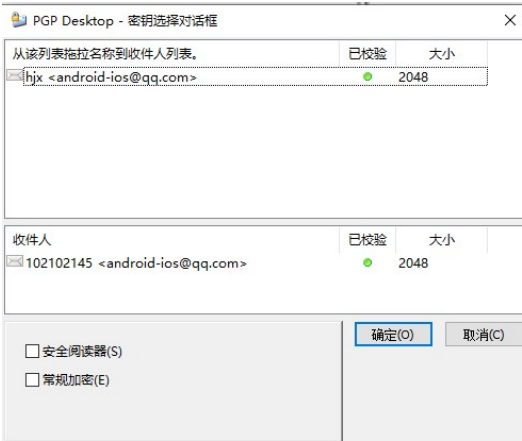 PGP Desktop - 密钥选择对话框
从该列表拖拉名称到收件人列表。 已校验 大小
hjx <android-ios@qq.com> 2048
收件人 已校验 大小
102102145 <android-ios@qq.com> 2048
确定(O) 取消(C)
安全阅读器(S)
常规加密(E)